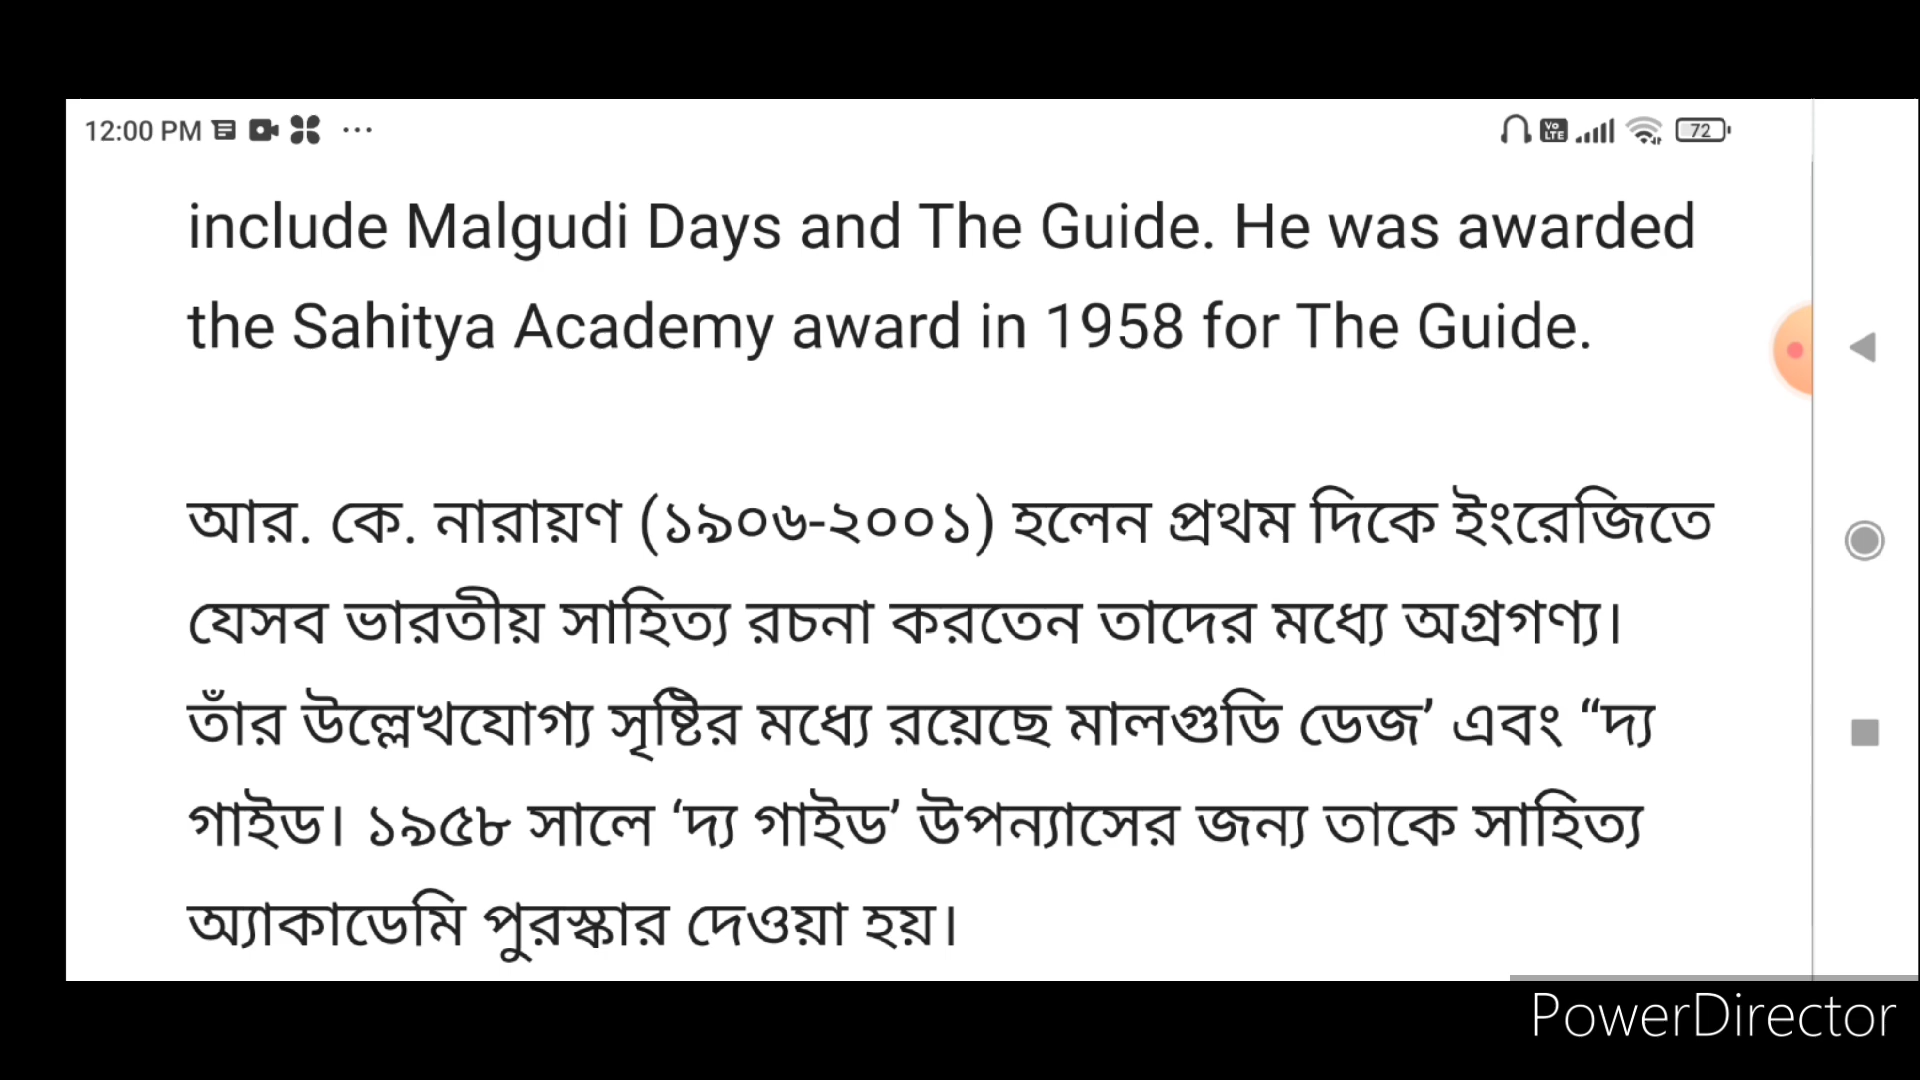 12:00 PM ...
Vo LTE 72
include Malgudi Days and The Guide. He was awarded
the Sahitya Academy award in 1958 for The Guide.
আর. কে. নারায়ণ (১৯০৬-২০০১) হলেন প্রথম দিকে ইংরেজিতে
যেসব ভারতীয় সাহিত্য রচনা করতেন তাদের মধ্যে অগ্রগণ্য।
তাঁর উল্লেখযোগ্য সৃষ্টির মধ্যে রয়েছে মালগুডি ডেজ’ এবং “দ্য
গাইড। ১৯৫৮ সালে ‘দ্য গাইড’ উপন্যাসের জন্য তাকে সাহিত্য
অ্যাকাডেমি পুরস্কার দেওয়া হয়।
PowerDirector